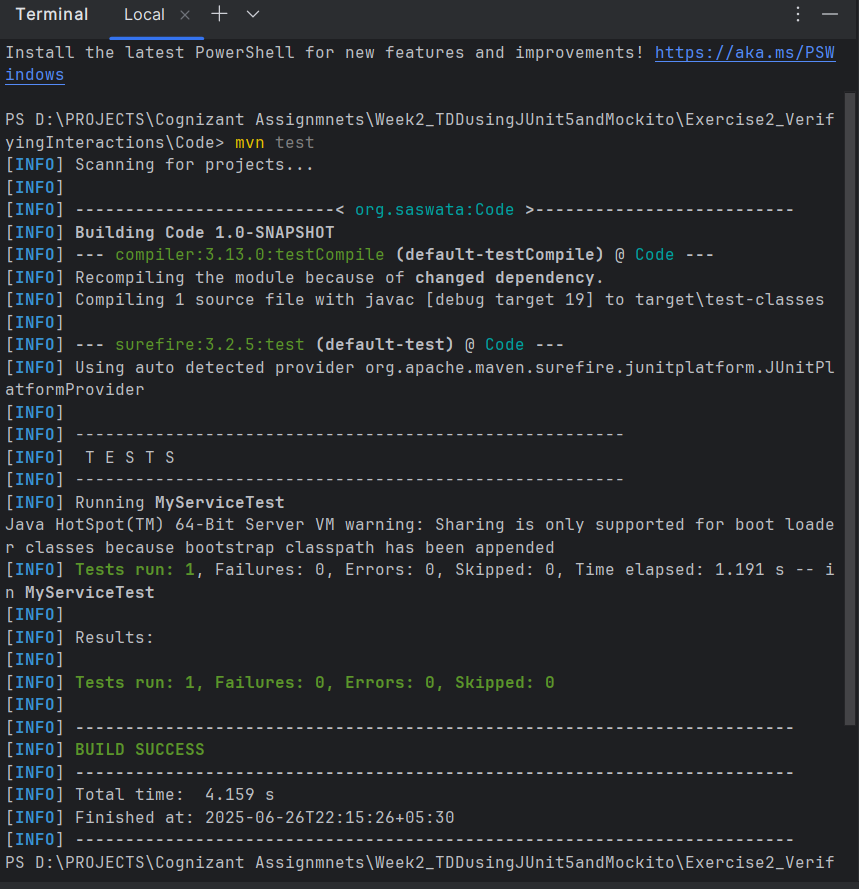 Terminal Local × + ∨ ⋮ —
Install the latest PowerShell for new features and improvements! https://aka.ms/PSW
indows
PS D:\PROJECTS\Cognizant Assignmnets\Week2_TDDusingJUnit5andMockito\Exercise2_Verif
yingInteractions\Code> mvn test
[INFO] Scanning for projects...
[INFO]
[INFO] --------------------------< org.saswata:Code >--------------------------
[INFO] Building Code 1.0-SNAPSHOT
[INFO] --- compiler:3.13.0:testCompile (default-testCompile) @ Code ---
[INFO] Recompiling the module because of changed dependency.
[INFO] Compiling 1 source file with javac [debug target 19] to target\test-classes
[INFO]
[INFO] --- surefire:3.2.5:test (default-test) @ Code ---
[INFO] Using auto detected provider org.apache.maven.surefire.junitplatform.JUnitPl
atformProvider
[INFO]
[INFO] -------------------------------------------------------
[INFO]  T E S T S
[INFO] -------------------------------------------------------
[INFO] Running MyServiceTest
Java HotSpot(TM) 64-Bit Server VM warning: Sharing is only supported for boot loade
r classes because bootstrap classpath has been appended
[INFO] Tests run: 1, Failures: 0, Errors: 0, Skipped: 0, Time elapsed: 1.191 s -- i
n MyServiceTest
[INFO]
[INFO] Results:
[INFO]
[INFO] Tests run: 1, Failures: 0, Errors: 0, Skipped: 0
[INFO]
[INFO] ------------------------------------------------------------------------
[INFO] BUILD SUCCESS
[INFO] ------------------------------------------------------------------------
[INFO] Total time:  4.159 s
[INFO] Finished at: 2025-06-26T22:15:26+05:30
[INFO] ------------------------------------------------------------------------
PS D:\PROJECTS\Cognizant Assignmnets\Week2_TDDusingJUnit5andMockito\Exercise2_Verif